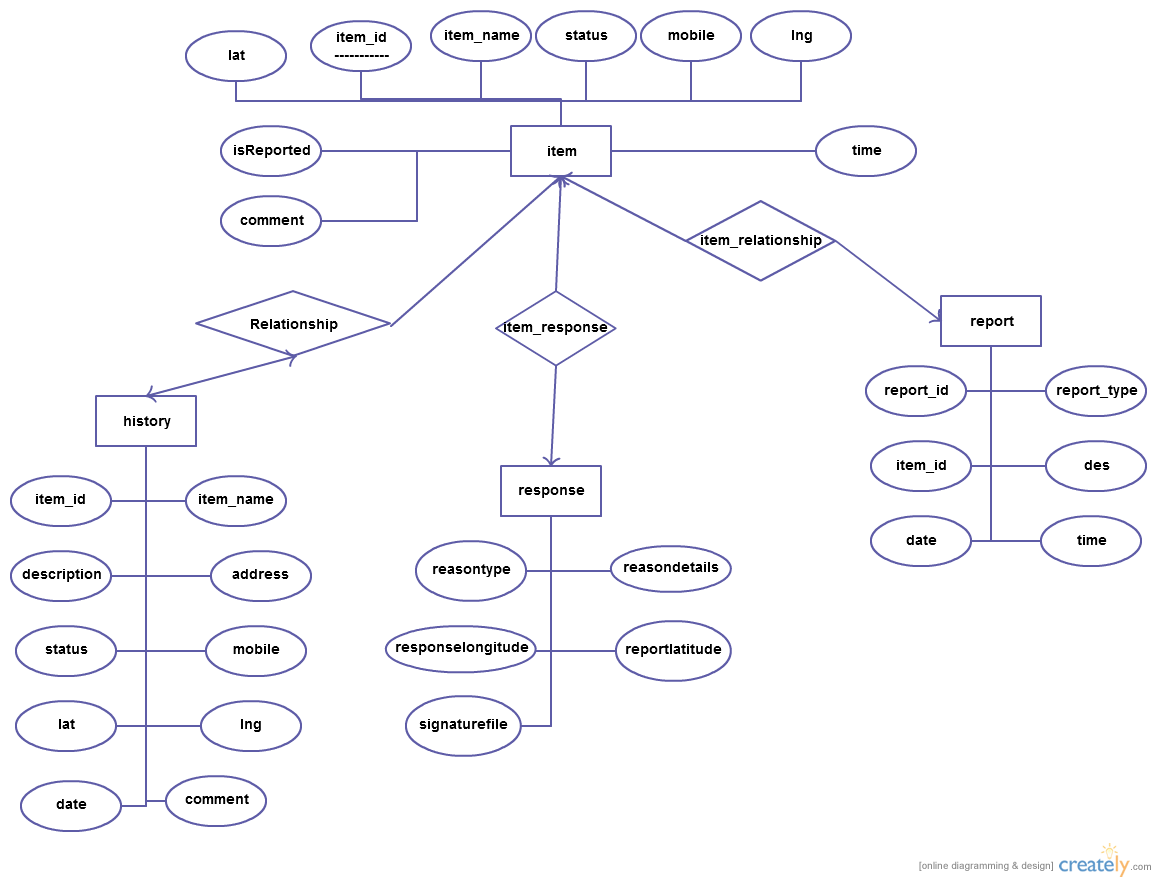 lat
item_id
-----------
item_name
status
mobile
lng
isReported
item
time
comment
item_relationship
Relationship
item_response
report
report_id
report_type
history
item_id
des
response
item_id
item_name
date
time
reasontype
reasondetails
description
address
status
mobile
responselongitude
reportlatitude
lat
lng
signaturefile
date
comment
[online diagramming & design] creately.com